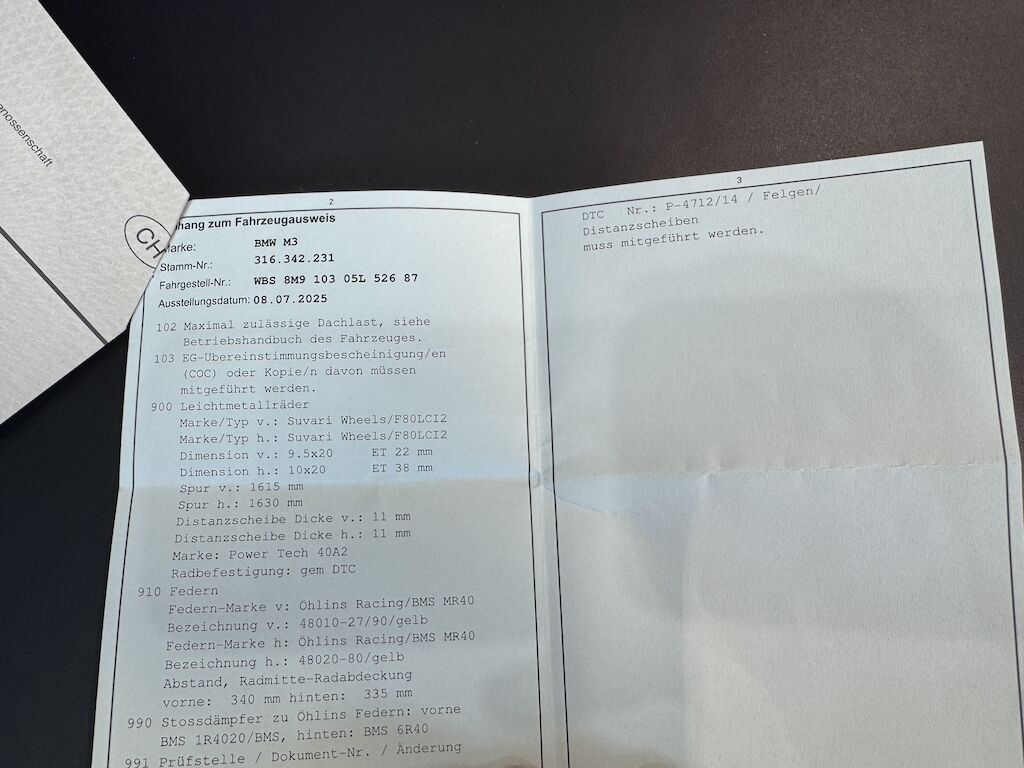 enossenschaft
CH
2
hang zum Fahrzeugausweis
Marke: BMW M3
Stamm-Nr.: 316.342.231
Fahrgestell-Nr.: WBS 8M9 103 05L 526 87
Ausstellungsdatum: 08.07.2025
102 Maximal zulässige Dachlast, siehe
Betriebshandbuch des Fahrzeuges.
103 EG-Übereinstimmungsbescheinigung/en
(COC) oder Kopie/n davon müssen
mitgeführt werden.
900 Leichtmetallräder
Marke/Typ v.: Suvari Wheels/F80LCI2
Marke/Typ h.: Suvari Wheels/F80LCI2
Dimension v.: 9.5x20 ET 22 mm
Dimension h.: 10x20 ET 38 mm
Spur v.: 1615 mm
Spur h.: 1630 mm
Distanzscheibe Dicke v.: 11 mm
Distanzscheibe Dicke h.: 11 mm
Marke: Power Tech 40A2
Radbefestigung: gem DTC
910 Federn
Federn-Marke v: Öhlins Racing/BMS MR40
Bezeichnung v.: 48010-27/90/gelb
Federn-Marke h: Öhlins Racing/BMS MR40
Bezeichnung h.: 48020-80/gelb
Abstand, Radmitte-Radabdeckung
vorne: 340 mm hinten: 335 mm
990 Stossdämpfer zu Öhlins Federn: vorne
BMS 1R4020/BMS, hinten: BMS 6R40
991 Prüfstelle / Dokument-Nr. / Änderung
3
DTC Nr.: P-4712/14 / Felgen/
Distanzscheiben
muss mitgeführt werden.